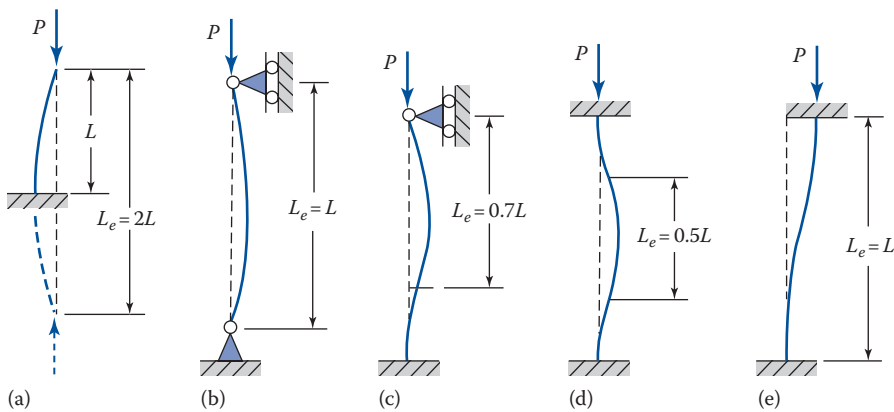 P
L
Lₑ = 2L
(a)
P
Lₑ = L
(b)
P
Lₑ = 0.7L
(c)
P
Lₑ = 0.5L
(d)
P
Lₑ = L
(e)